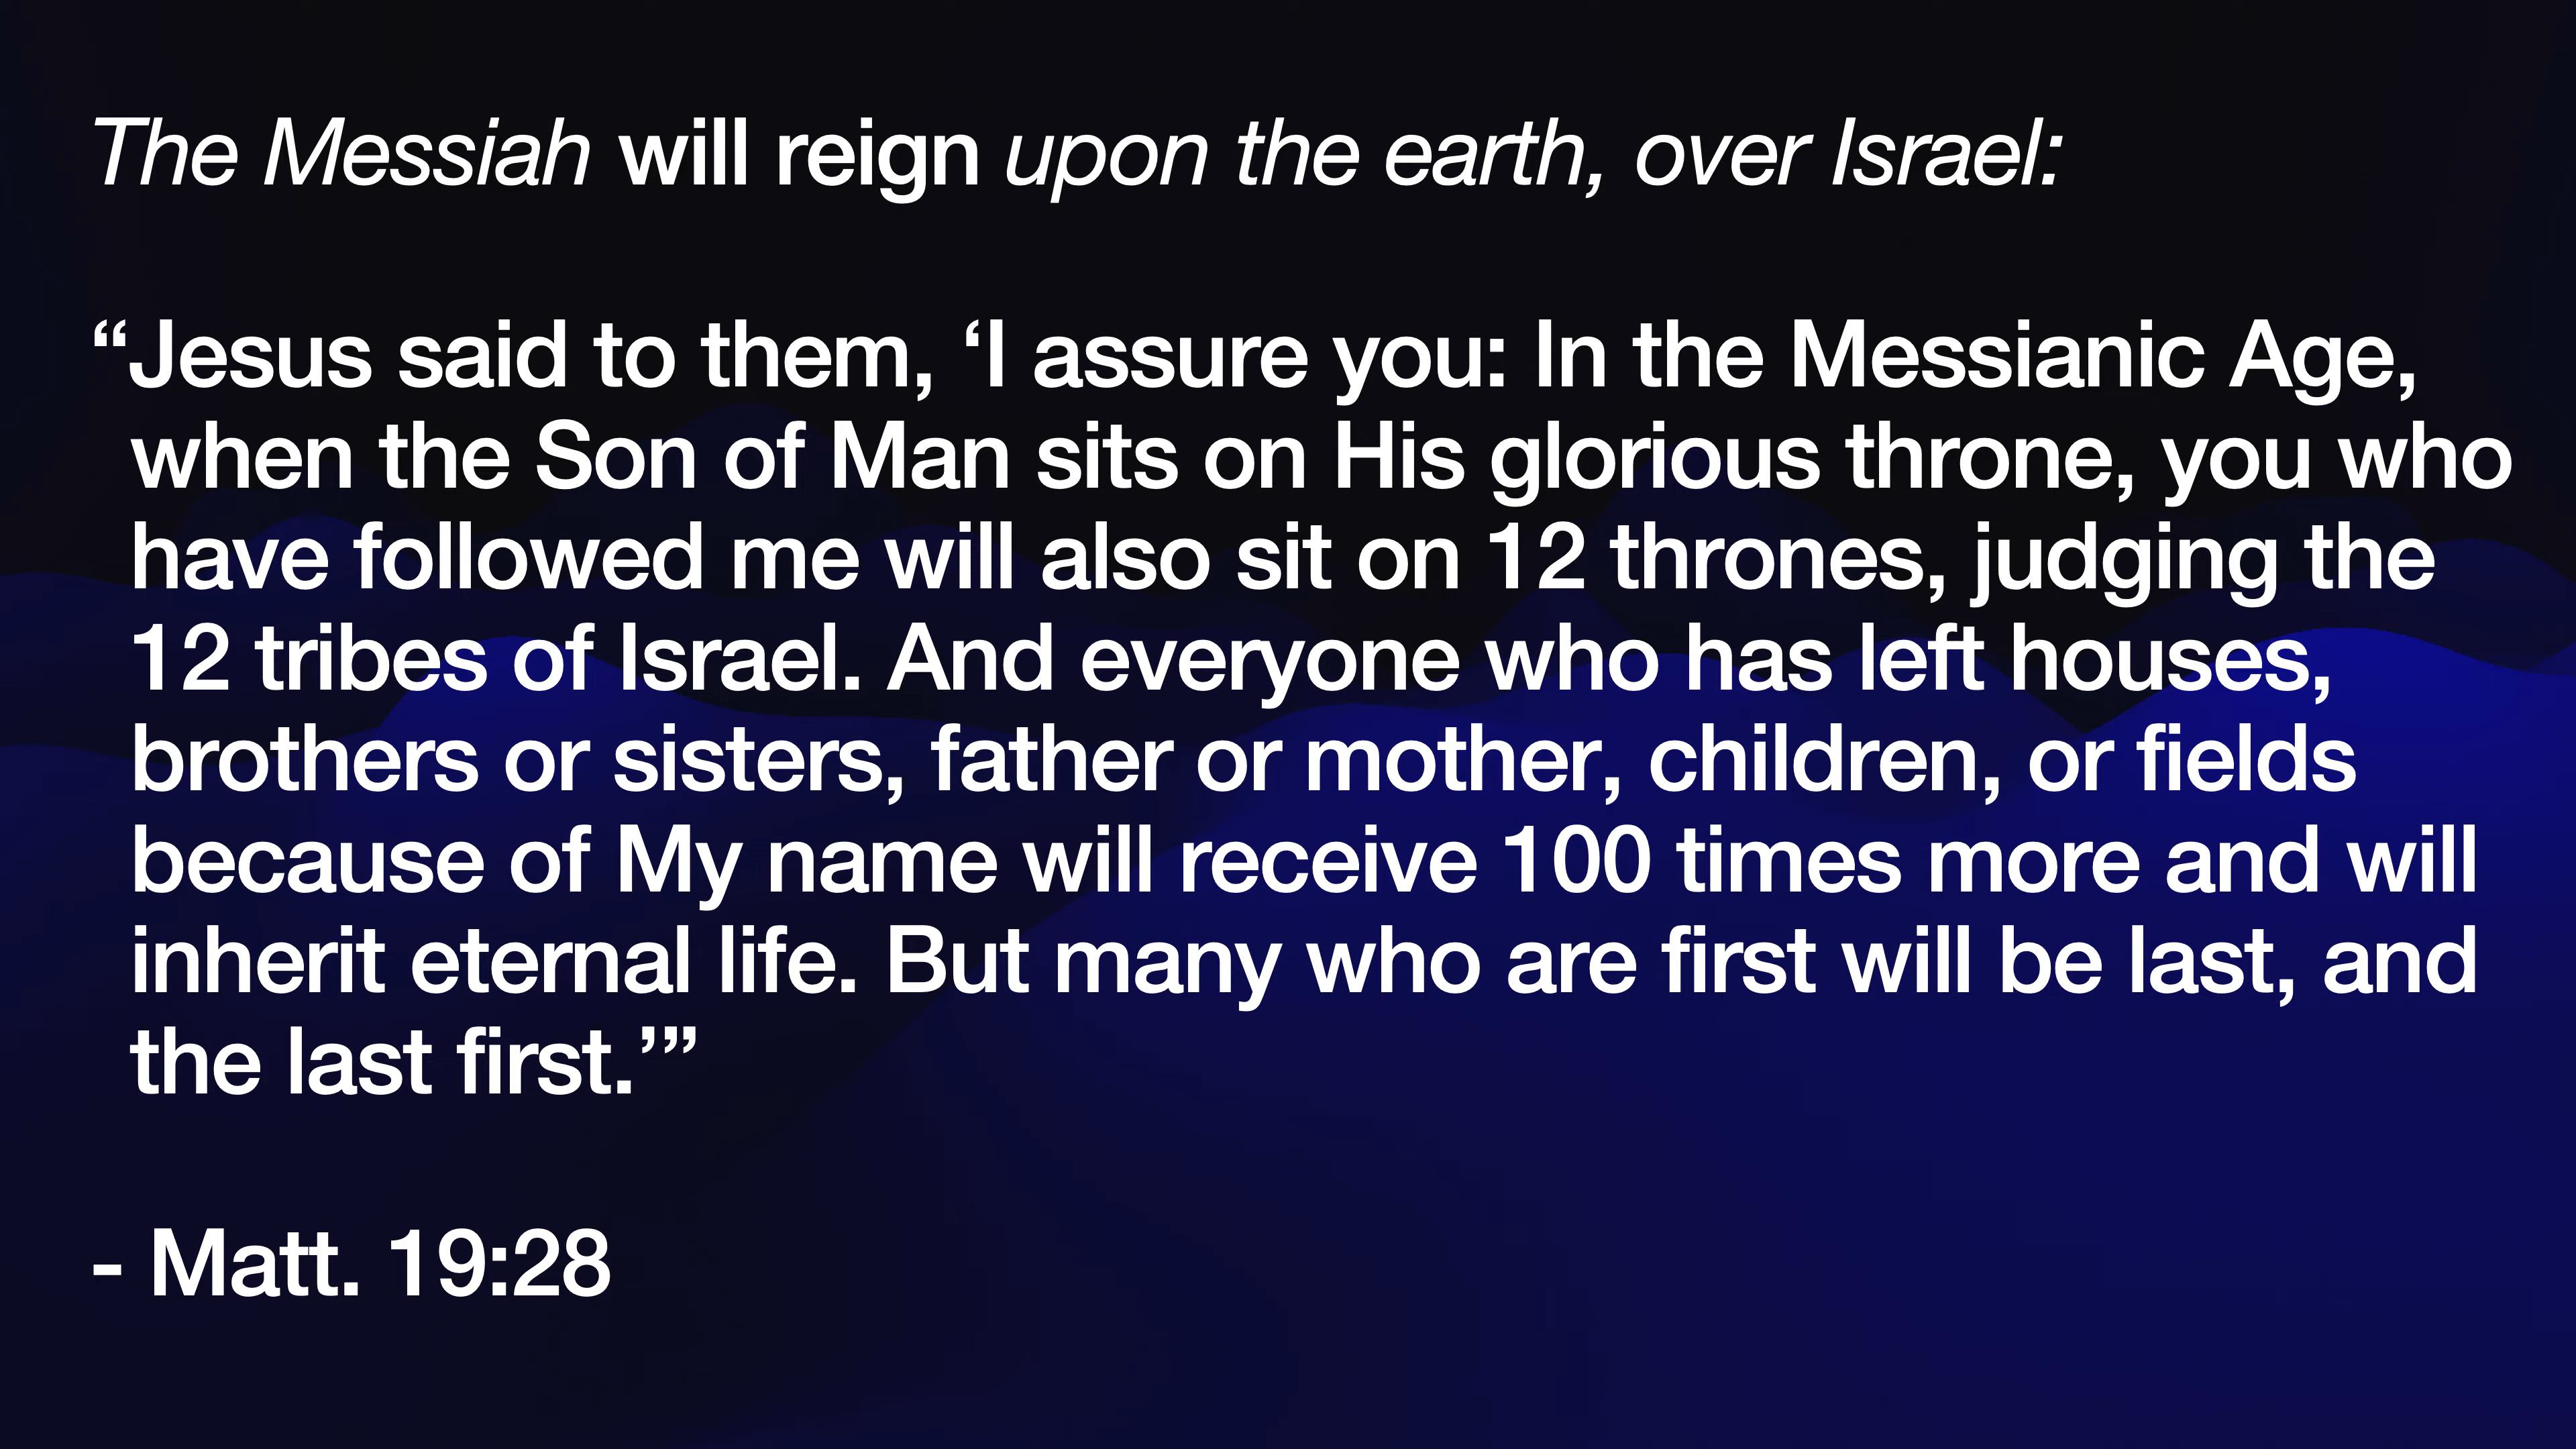 The Messiah will reign upon the earth, over Israel:
“Jesus said to them, ‘I assure you: In the Messianic Age,
when the Son of Man sits on His glorious throne, you who
have followed me will also sit on 12 thrones, judging the
12 tribes of Israel. And everyone who has left houses,
brothers or sisters, father or mother, children, or fields
because of My name will receive 100 times more and will
inherit eternal life. But many who are first will be last, and
the last first.’”
- Matt. 19:28